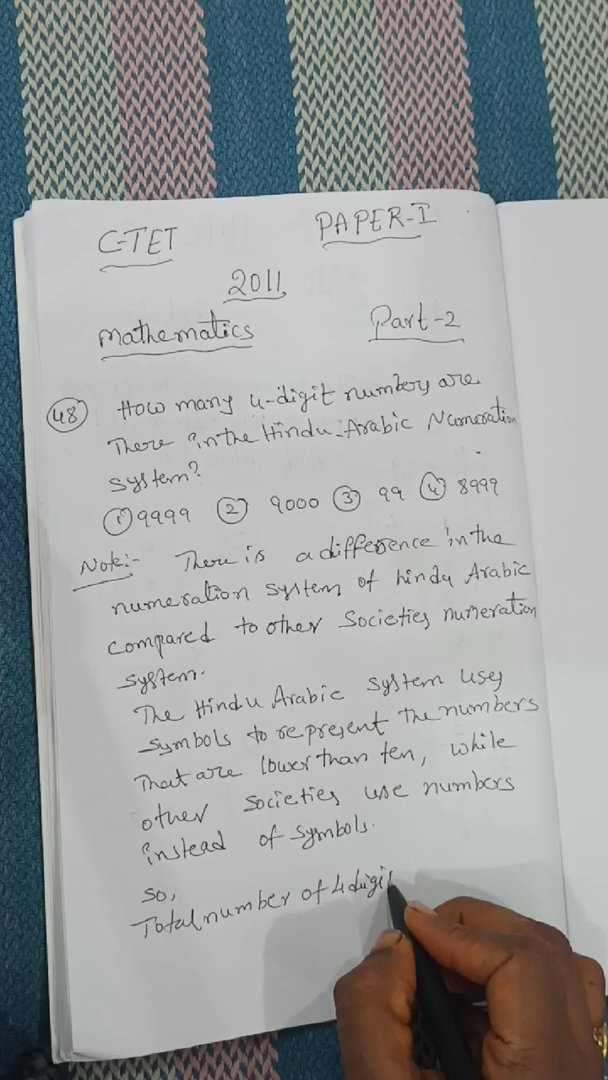 C-TET PAPER-I
2011
Mathematics Part-2
48 How many 4-digit numbers are
There in the Hindu-Arabic Numeration
system?
① 9999 ② 9000 ③ 99 ④ 8999
Note:- There is a difference in the
numeration system of hindu Arabic
compared to other Societies numeration
system.
The Hindu Arabic system uses
symbols to represent the numbers
That are lower than ten, while
other societies use numbers
instead of symbols.
So,
Total number of 4 digit